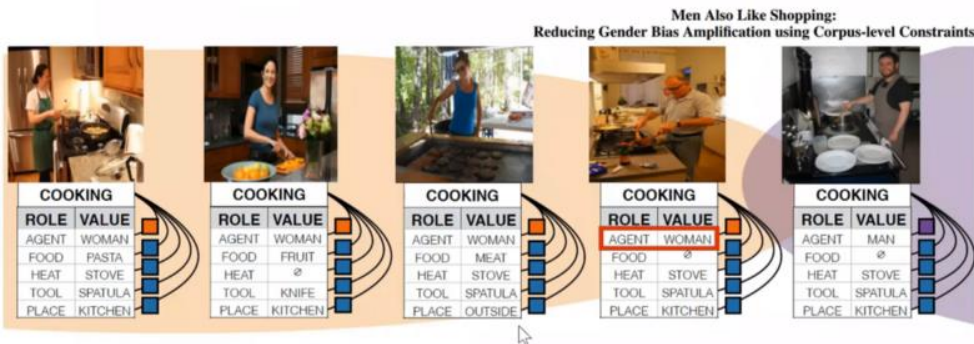 Men Also Like Shopping:
Reducing Gender Bias Amplification using Corpus-level Constraints
COOKING
ROLE VALUE
AGENT WOMAN
FOOD PASTA
HEAT STOVE
TOOL SPATULA
PLACE KITCHEN
COOKING
ROLE VALUE
AGENT WOMAN
FOOD FRUIT
HEAT ∅
TOOL KNIFE
PLACE KITCHEN
COOKING
ROLE VALUE
AGENT WOMAN
FOOD MEAT
HEAT STOVE
TOOL SPATULA
PLACE OUTSIDE
COOKING
ROLE VALUE
AGENT WOMAN
FOOD ∅
HEAT STOVE
TOOL SPATULA
PLACE KITCHEN
COOKING
ROLE VALUE
AGENT MAN
FOOD ∅
HEAT STOVE
TOOL SPATULA
PLACE KITCHEN